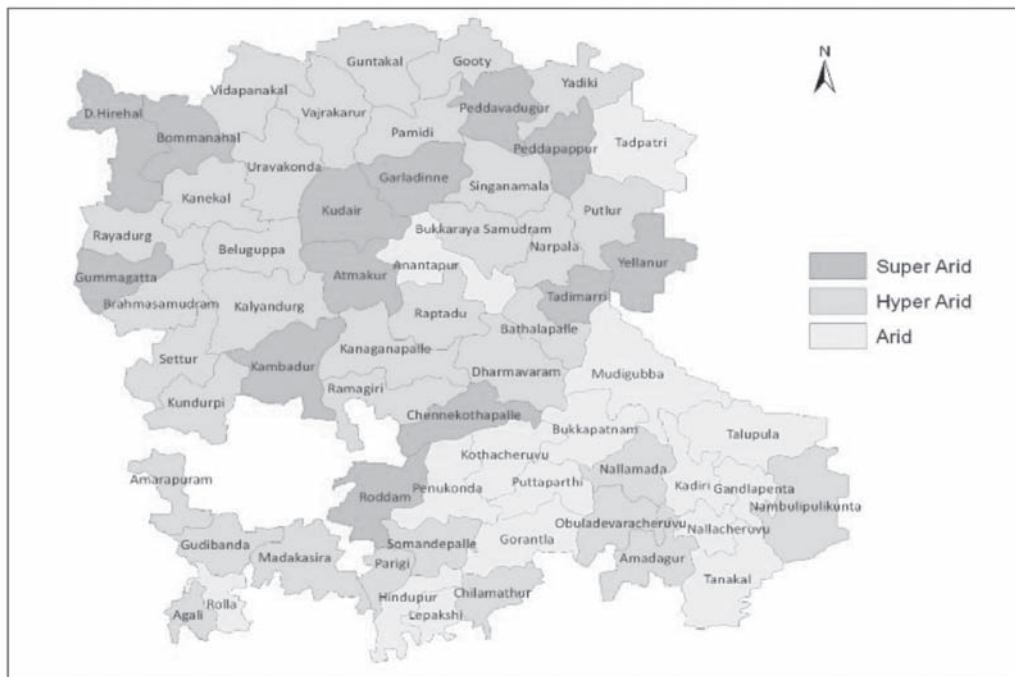 N
Guntakal
Gooty
Vidapanakal
Yadiki
D.Hirehal
Vajrakarur
Peddavadugur
Bommanahal
Pamidi
Peddapappur
Tadpatri
Uravakonda
Garladinne
Singanamala
Kanekal
Kudair
Putlur
Rayadurg
Bukkaraya Samudram
Beluguppa
Narpala
Yellanur
Super Arid
Gummagatta
Atmakur
Anantapur
Brahmasamudram
Kalyandurg
Tadimarri
Hyper Arid
Raptadu
Bathalapalle
Arid
Settur
Kanaganapalle
Kambadur
Dharmavaram
Mudigubba
Kundurpi
Ramagiri
Chennekothapalle
Bukkapatnam
Talupula
Kothacheruvu
Amarapuram
Nallamada
Roddam
Penukonda
Puttaparthi
Kadiri
Gandlapenta
Nambulipulikunta
Obuladevaracheruvu
Nallacheruvu
Gudibanda
Somandepalle
Gorantla
Madakasira
Parigi
Amadagur
Tanakal
Hindupur
Chilamathur
Rolla
Agali
Lepakshi